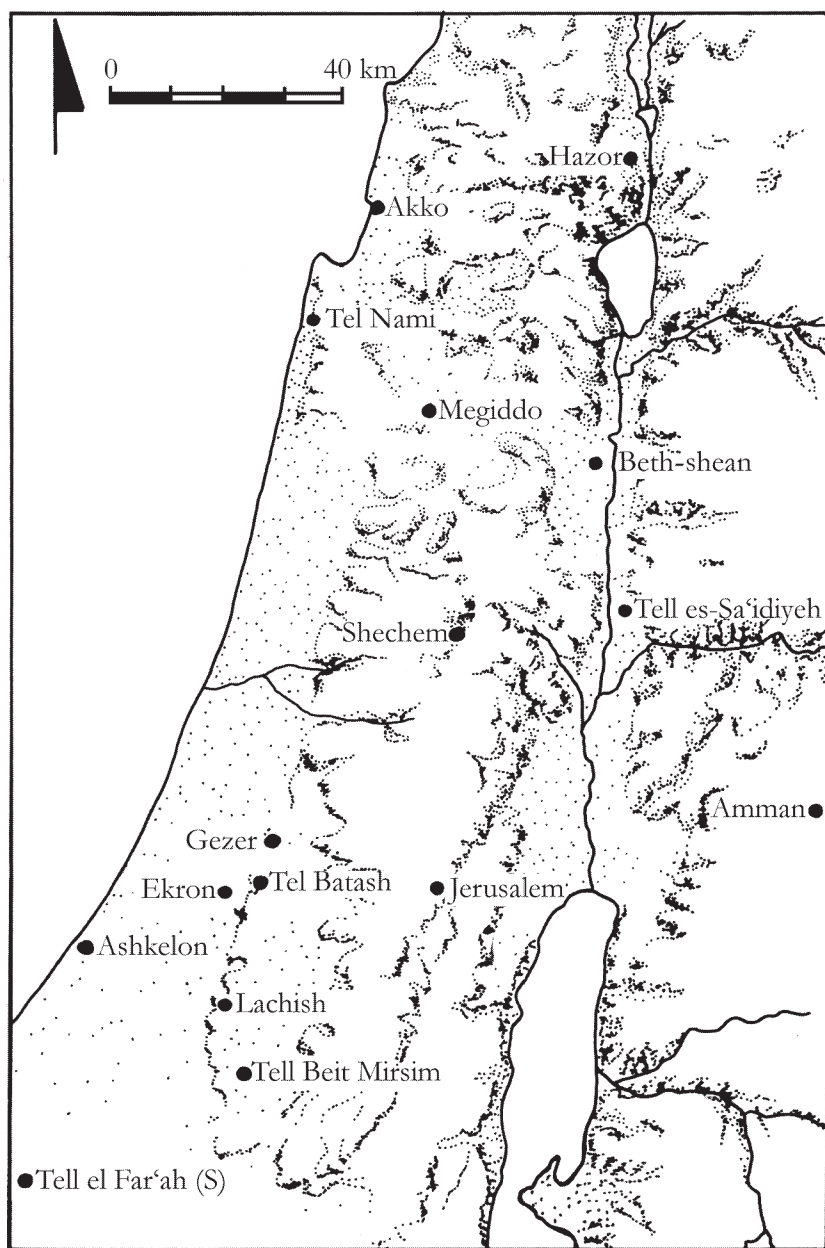 0 40 km
Hazor
Akko
Tel Nami
Megiddo
Beth-shean
Tell es-Sa‘idiyeh
Shechem
Amman
Gezer
Tel Batash
Ekron
Jerusalem
Ashkelon
Lachish
Tell Beit Mirsim
Tell el Far‘ah (S)